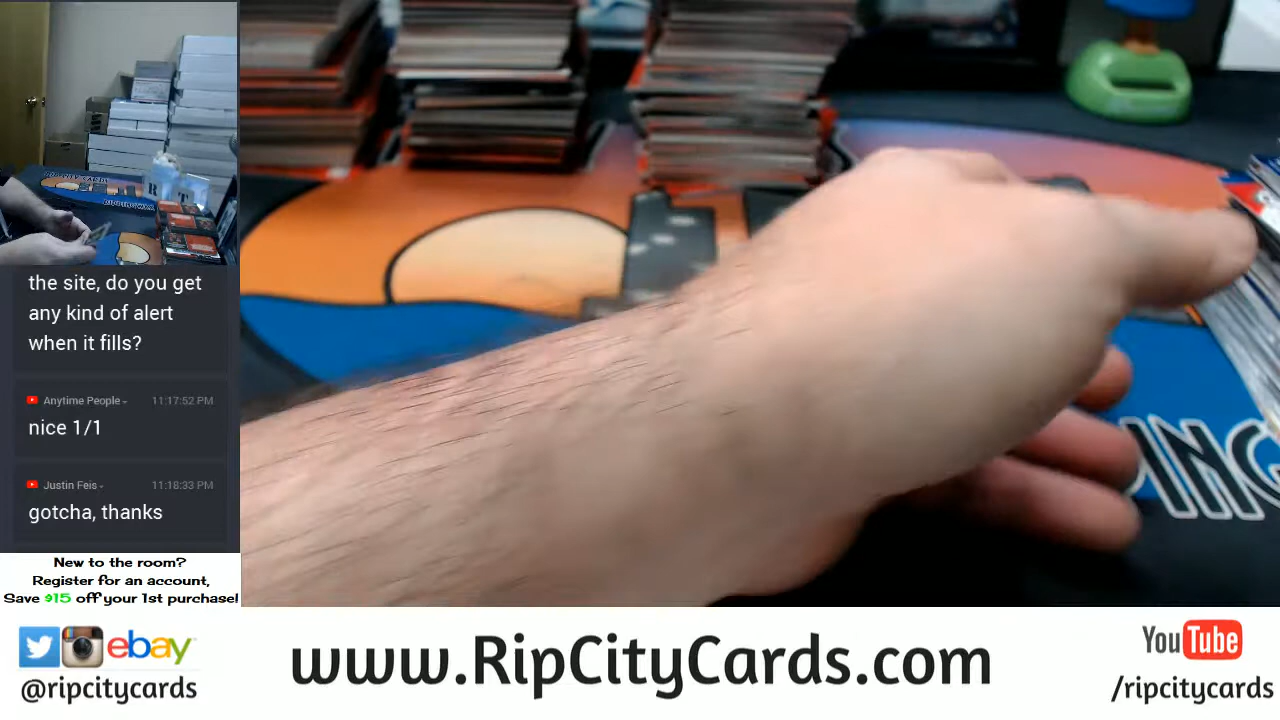 the site, do you get
any kind of alert
when it fills?
Anytime People
11:17:52 PM
nice 1/1
Justin Feis
11:18:33 PM
gotcha, thanks
New to the room?
Register for an account,
Save $15 off your 1st purchase!
ebay
@ripcitycards
www.RipCityCards.com
YouTube
/ripcitycards
PING